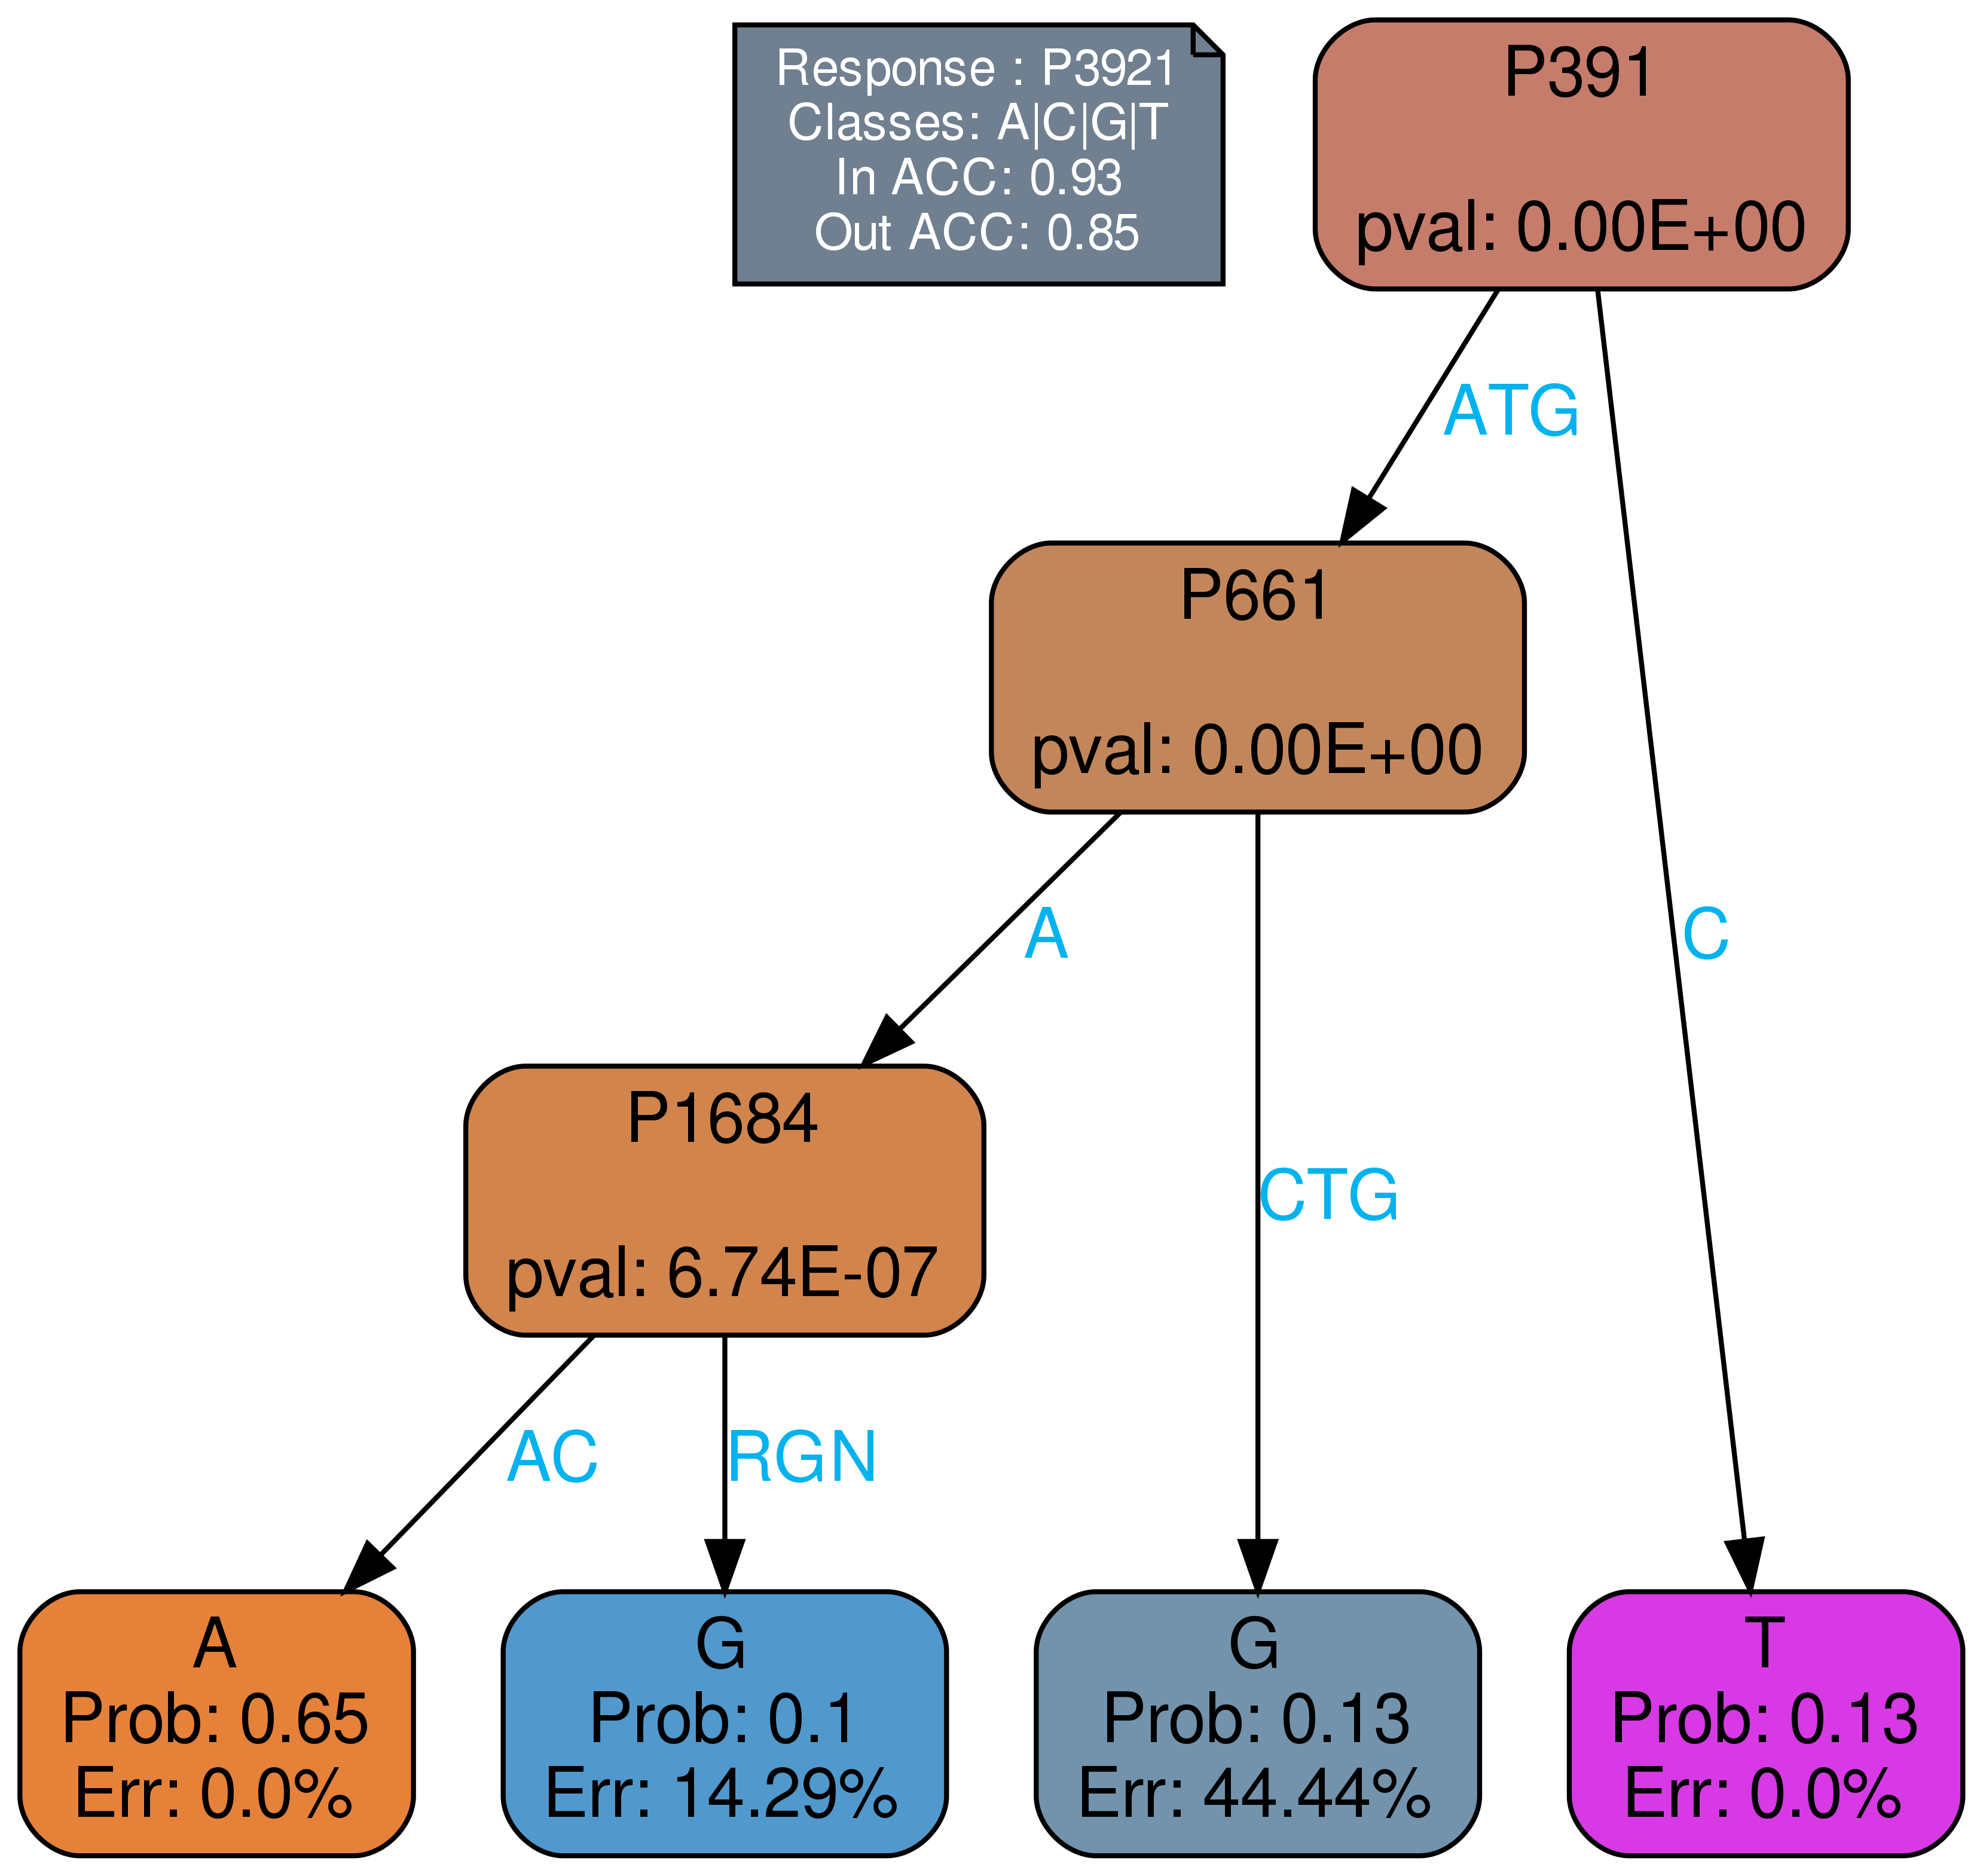 Response : P3921
Classes: A|C|G|T
In ACC: 0.93
Out ACC: 0.85
P391
pval: 0.00E+00
ATG
C
P661
pval: 0.00E+00
A
CTG
P1684
pval: 6.74E-07
AC
RGN
A
Prob: 0.65
Err: 0.0%
G
Prob: 0.1
Err: 14.29%
G
Prob: 0.13
Err: 44.44%
T
Prob: 0.13
Err: 0.0%